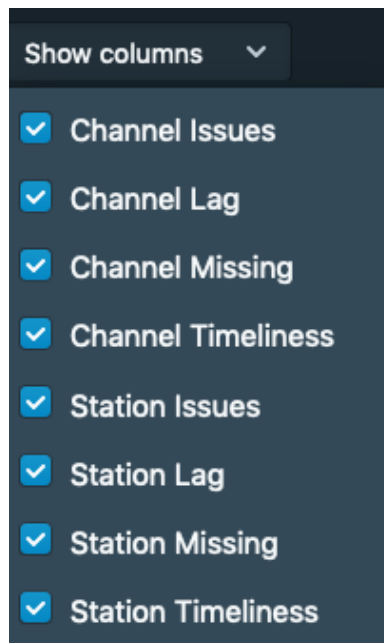 Show columns
Channel Issues
Channel Lag
Channel Missing
Channel Timeliness
Station Issues
Station Lag
Station Missing
Station Timeliness